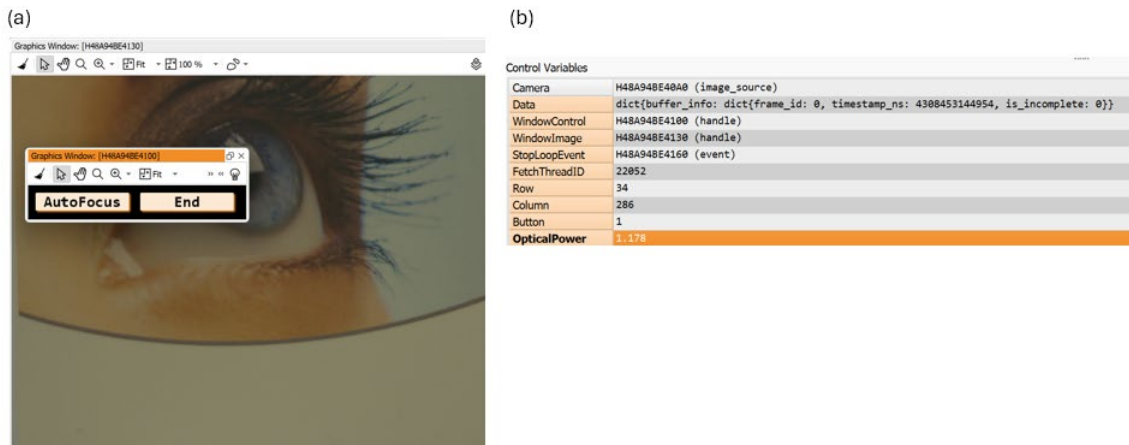 (a)
Graphics Window: [H48A94BE4130]
Fit 100 %
Graphics Window: [H48A94BE4100]
Fit
AutoFocus End
(b)
Control Variables
Camera H48A94BE40A0 (image_source)
Data dict{buffer_info: dict{frame_id: 0, timestamp_ns: 4308453144954, is_incomplete: 0}}
WindowControl H48A94BE4100 (handle)
WindowImage H48A94BE4130 (handle)
StopLoopEvent H48A94BE4160 (event)
FetchThreadID 22052
Row 34
Column 286
Button 1
OpticalPower 1.178